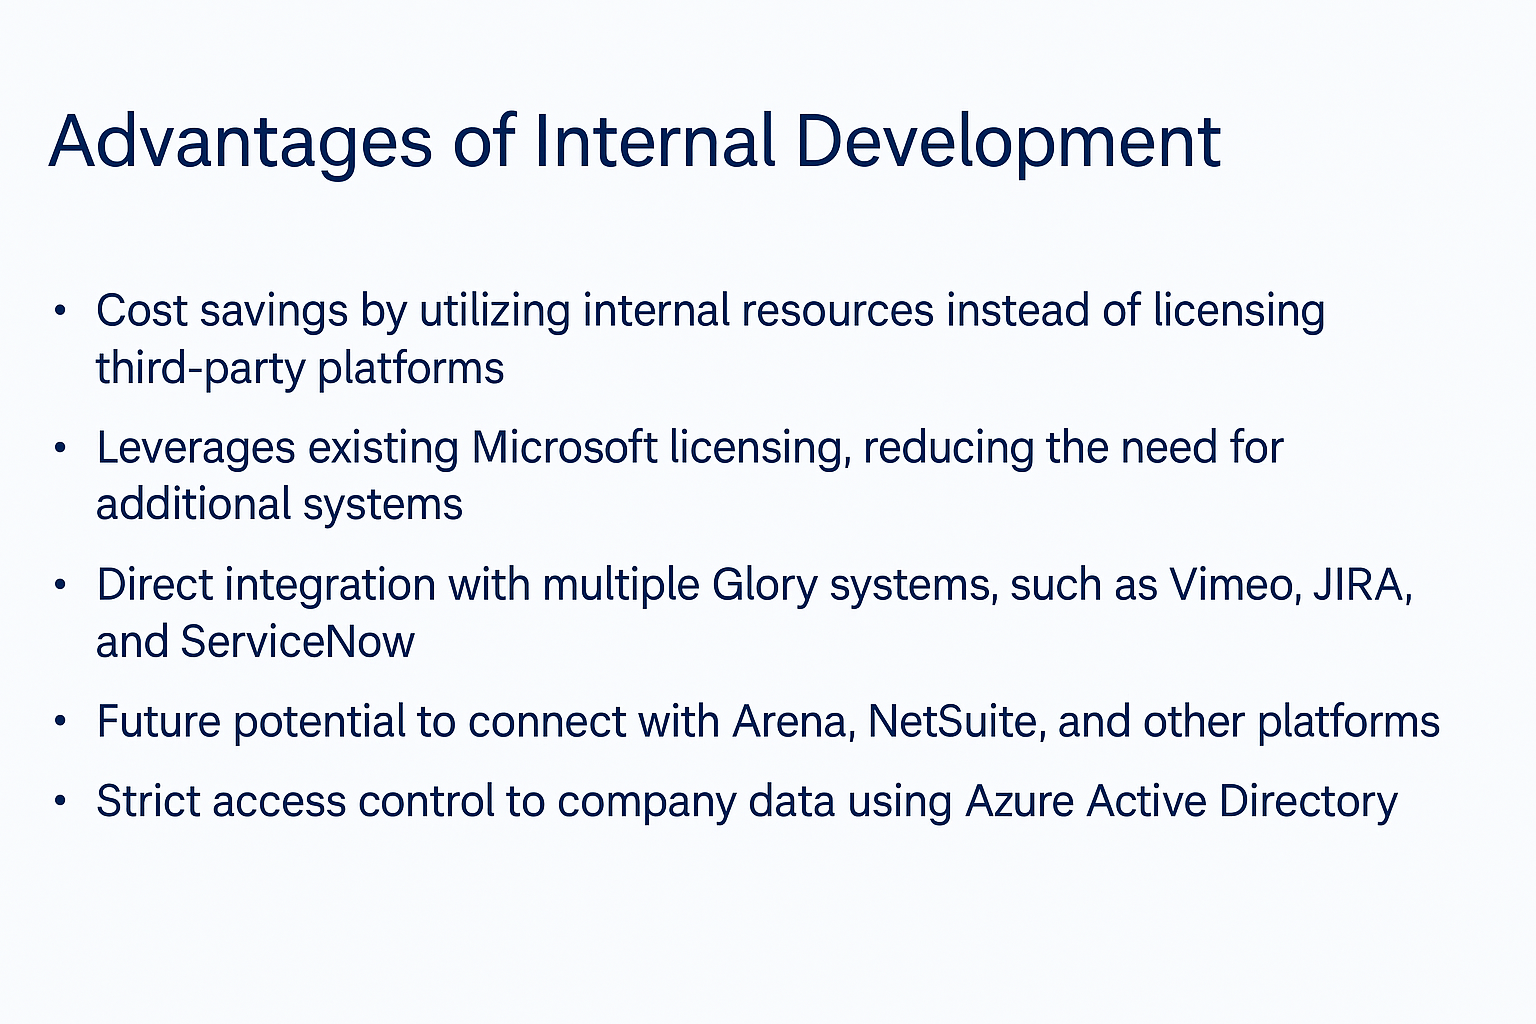 Advantages of Internal Development
• Cost savings by utilizing internal resources instead of licensing
third-party platforms
• Leverages existing Microsoft licensing, reducing the need for
additional systems
• Direct integration with multiple Glory systems, such as Vimeo, JIRA,
and ServiceNow
• Future potential to connect with Arena, NetSuite, and other platforms
• Strict access control to company data using Azure Active Directory